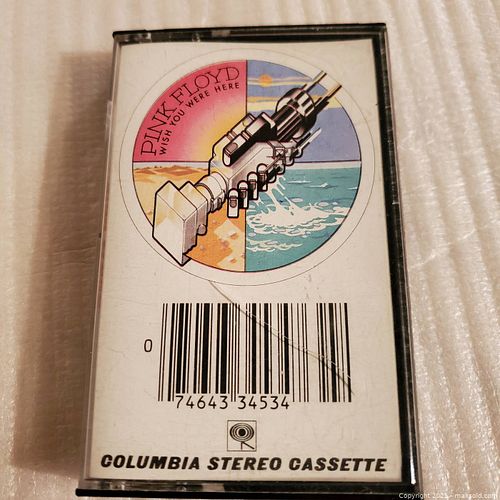 PINK FLOYD
WISH YOU WERE HERE
0
74643 34534
COLUMBIA STEREO CASSETTE